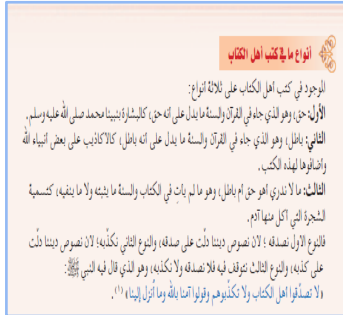 أنواع ما في كتب أهل الكتاب
الموجود في كتب أهل الكتاب على ثلاثة أنواع:
الأول: حق، وهو الذي جاء في القرآن والسنة ما يدل على أنه حق، كالبشارة بنبينا محمد صلى الله عليه وسلم.
الثاني: باطل، وهو الذي جاء في القرآن والسنة ما يدل على أنه باطل، كالأكاذيب على بعض أنبياء الله
وأضافوها لهذه الكتب.
الثالث: ما لا ندري أهو حق أم باطل، وهو ما لم يأت في الكتاب والسنة ما يثبته ولا ما ينفيه، كتسمية
الشجرة التي أكل منها آدم.
فالنوع الأول نصدقه ؛ لأن نصوص ديننا دلّت على صدقه، والنوع الثاني نكذّبه؛ لأن نصوص ديننا دلّت
على كذبه، والنوع الثالث نتوقف فيه فلا نصدقه ولا نكذبه، وهو الذي قال فيه النبي ﷺ:
«لا تصدّقوا أهل الكتاب ولا تكذّبوهم وقولوا آمنا بالله وما أنزل إلينا» (١).